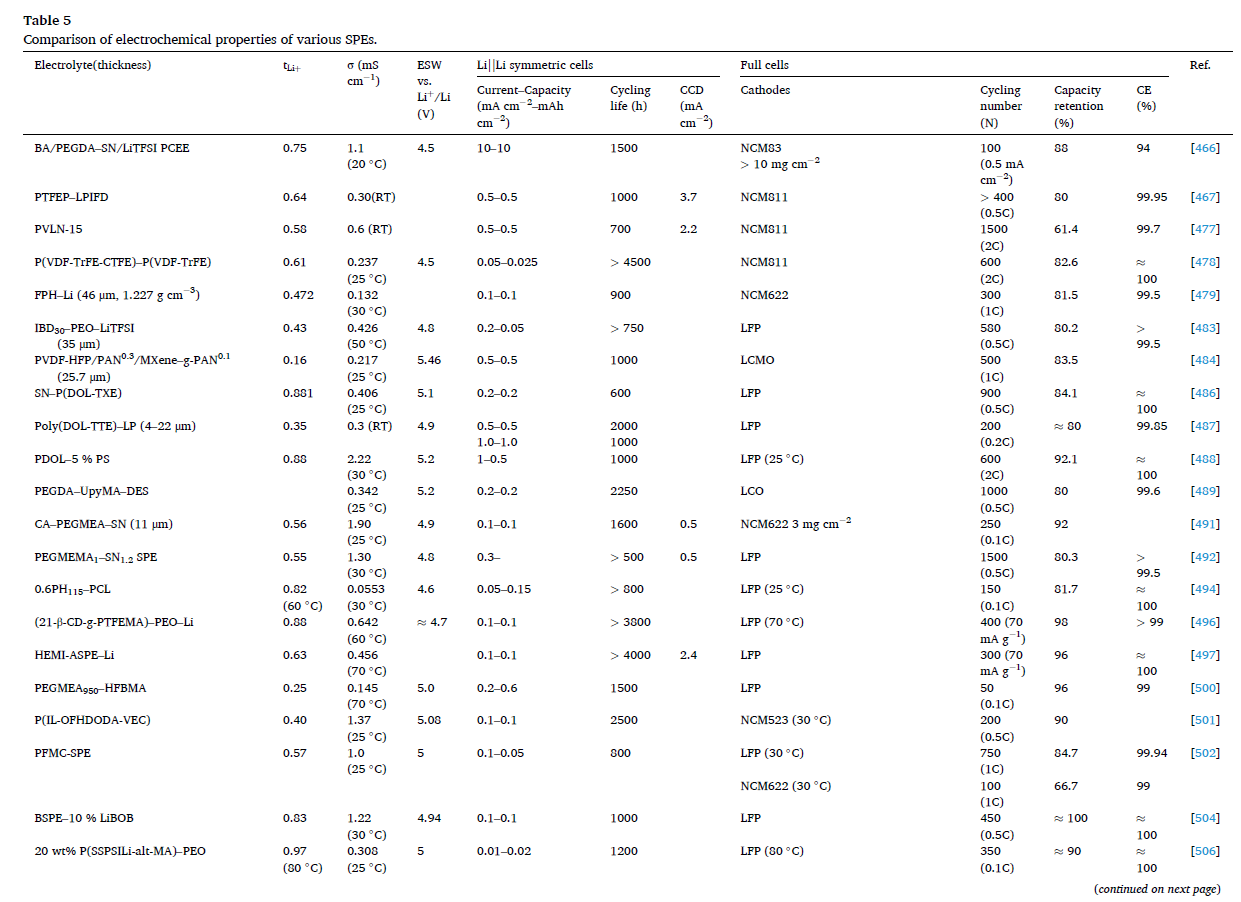 Table 5
Comparison of electrochemical properties of various SPEs.
Electrolyte(thickness) tLi+ σ (mS cm−1) ESW vs. Li+/Li (V) Li||Li symmetric cells Full cells Ref.
Current–Capacity (mA cm−2–mAh cm−2) Cycling life (h) CCD (mA cm−2) Cathodes Cycling number (N) Capacity retention (%) CE (%)
BA/PEGDA–SN/LiTFSI PCEE 0.75 1.1 (20 °C) 4.5 10–10 1500 NCM83 > 10 mg cm−2 100 (0.5 mA cm−2) 88 94 [466]
PTFEP–LPIFD 0.64 0.30(RT) 0.5–0.5 1000 3.7 NCM811 > 400 (0.5C) 80 99.95 [467]
PVLN-15 0.58 0.6 (RT) 0.5–0.5 700 2.2 NCM811 1500 (2C) 61.4 99.7 [477]
P(VDF-TrFE-CTFE)–P(VDF-TrFE) 0.61 0.237 (25 °C) 4.5 0.05–0.025 > 4500 NCM811 600 (2C) 82.6 ≈ 100 [478]
FPH–Li (46 μm, 1.227 g cm−3) 0.472 0.132 (30 °C) 0.1–0.1 900 NCM622 300 (1C) 81.5 99.5 [479]
IBD30–PEO–LiTFSI (35 μm) 0.43 0.426 (50 °C) 4.8 0.2–0.05 > 750 LFP 580 (0.5C) 80.2 > 99.5 [483]
PVDF-HFP/PAN0.3/MXene–g-PAN0.1 (25.7 μm) 0.16 0.217 (25 °C) 5.46 0.5–0.5 1000 LCMO 500 (1C) 83.5 [484]
SN–P(DOL-TXE) 0.881 0.406 (25 °C) 5.1 0.2–0.2 600 LFP 900 (0.5C) 84.1 ≈ 100 [486]
Poly(DOL-TTE)–LP (4–22 μm) 0.35 0.3 (RT) 4.9 0.5–0.5 1.0–1.0 2000 1000 LFP 200 (0.2C) ≈ 80 99.85 [487]
PDOL–5 % PS 0.88 2.22 (30 °C) 5.2 1–0.5 1000 LFP (25 °C) 600 (2C) 92.1 ≈ 100 [488]
PEGDA–UpyMA–DES 0.342 (25 °C) 5.2 0.2–0.2 2250 LCO 1000 (0.5C) 80 99.6 [489]
CA–PEGMEA–SN (11 μm) 0.56 1.90 (25 °C) 4.9 0.1–0.1 1600 0.5 NCM622 3 mg cm−2 250 (0.1C) 92 [491]
PEGMEMA1–SN1.2 SPE 0.55 1.30 (30 °C) 4.8 0.3– > 500 0.5 LFP 1500 (0.5C) 80.3 > 99.5 [492]
0.6PH115–PCL 0.82 (60 °C) 0.0553 (30 °C) 4.6 0.05–0.15 > 800 LFP (25 °C) 150 (0.1C) 81.7 ≈ 100 [494]
(21-β-CD-g-PTFEMA)–PEO–Li 0.88 0.642 (60 °C) ≈ 4.7 0.1–0.1 > 3800 LFP (70 °C) 400 (70 mA g−1) 98 > 99 [496]
HEMI-ASPE–Li 0.63 0.456 (70 °C) 0.1–0.1 > 4000 2.4 LFP 300 (70 mA g−1) 96 ≈ 100 [497]
PEGMEA950–HFBMA 0.25 0.145 (70 °C) 5.0 0.2–0.6 1500 LFP 50 (0.1C) 96 99 [500]
P(IL-OFHDODA-VEC) 0.40 1.37 (25 °C) 5.08 0.1–0.1 2500 NCM523 (30 °C) 200 (0.5C) 90 [501]
PFMC-SPE 0.57 1.0 (25 °C) 5 0.1–0.05 800 LFP (30 °C) 750 (1C) 84.7 99.94 [502]
NCM622 (30 °C) 100 (1C) 66.7 99
BSPE–10 % LiBOB 0.83 1.22 (30 °C) 4.94 0.1–0.1 1000 LFP 450 (0.5C) ≈ 100 ≈ 100 [504]
20 wt% P(SSPSILi-alt-MA)–PEO 0.97 (80 °C) 0.308 (25 °C) 5 0.01–0.02 1200 LFP (80 °C) 350 (0.1C) ≈ 90 ≈ 100 [506]
(continued on next page)